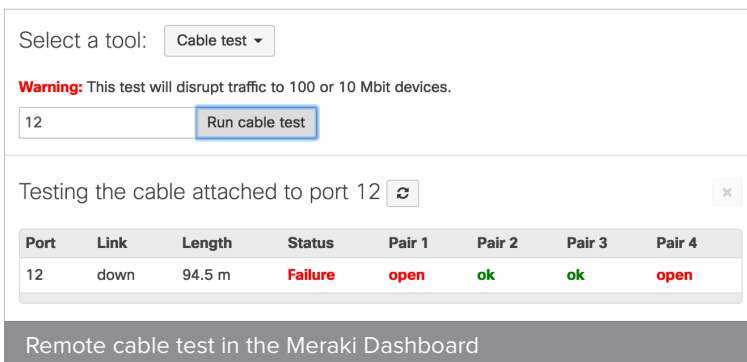 Select a tool: Cable test
Warning: This test will disrupt traffic to 100 or 10 Mbit devices.
12 Run cable test
Testing the cable attached to port 12
Port Link Length Status Pair 1 Pair 2 Pair 3 Pair 4
12 down 94.5 m Failure open ok ok open
Remote cable test in the Meraki Dashboard